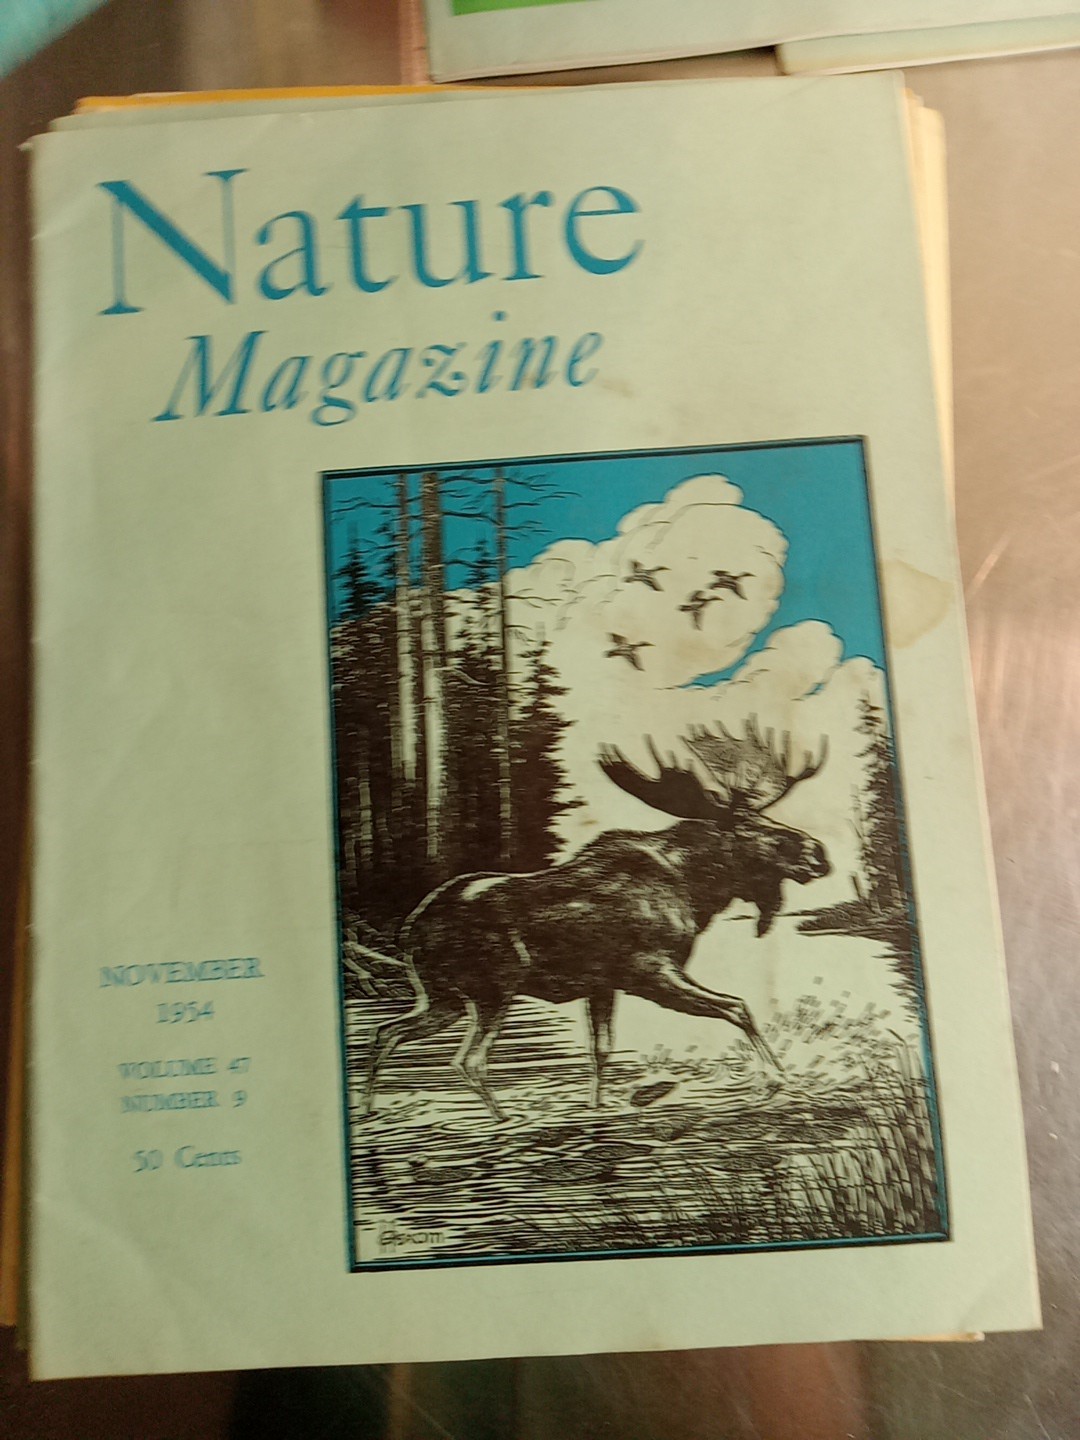 Nature
Magazine
NOVEMBER
1954
VOLUME 47
NUMBER 9
50 Cents